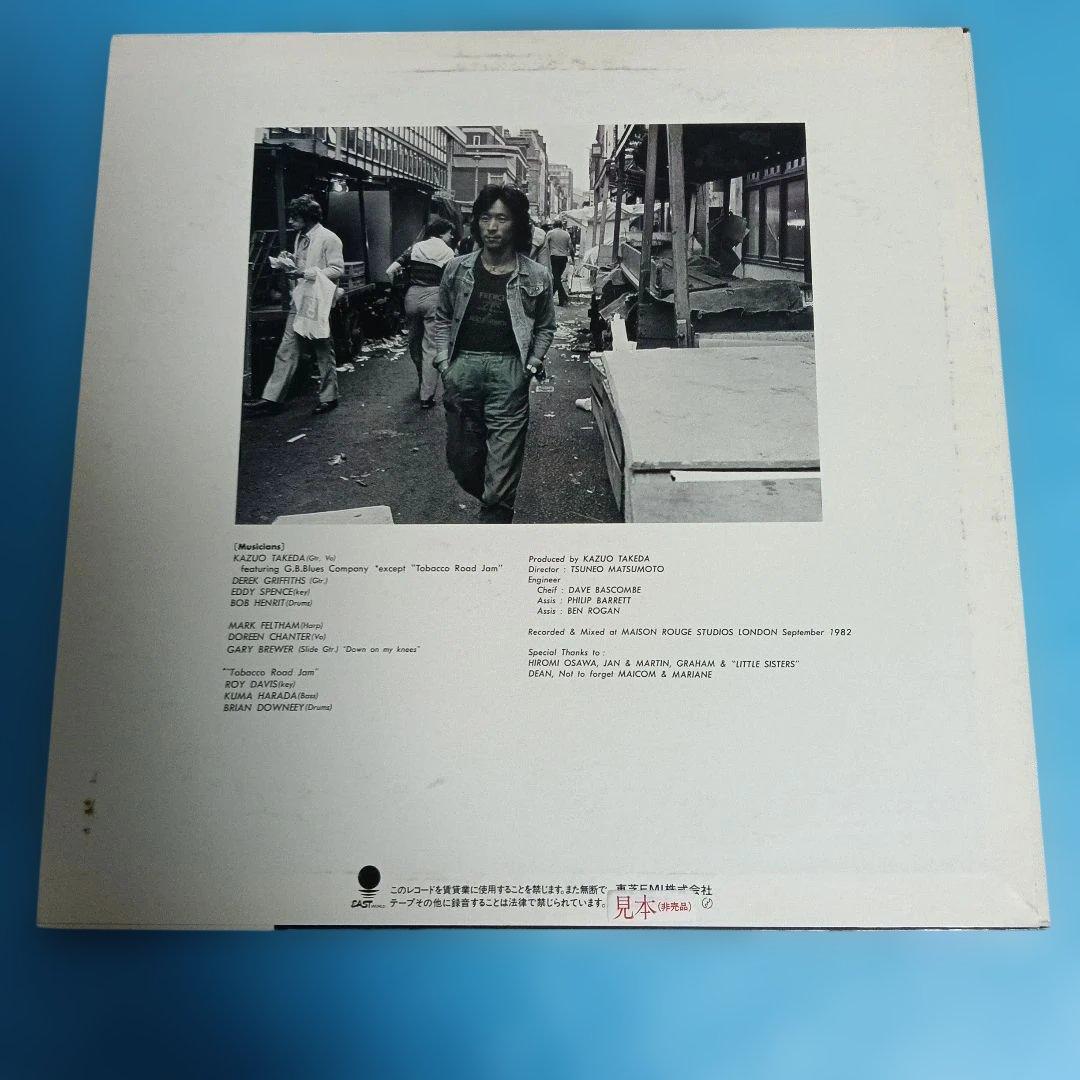 FRENCH
[Musicians]
KAZUO TAKEDA(Gtr, Vo)
featuring G.B.Blues Company *except "Tobacco Road Jam"
DEREK GRIFFITHS (Gtr.)
EDDY SPENCE(key)
BOB HENRIT(Drums)
MARK FELTHAM(Harp)
DOREEN CHANTER(Vo)
GARY BREWER (Slide Gtr.) "Down on my knees"
*"Tobacco Road Jam"
ROY DAVIS(key)
KUMA HARADA(Bass)
BRIAN DOWNEEY(Drums)
Produced by KAZUO TAKEDA
Director : TSUNEO MATSUMOTO
Engineer
Cheif : DAVE BASCOMBE
Assis : PHILIP BARRETT
Assis : BEN ROGAN
Recorded & Mixed at MAISON ROUGE STUDIOS LONDON September 1982
Special Thanks to :
HIROMI OSAWA, JAN & MARTIN, GRAHAM & "LITTLE SISTERS"
DEAN, Not to forget MAICOM & MARIANE
EAST WORLD
このレコードを賃貸業に使用することを禁じます。また無断で
テープその他に録音することは法律で禁じられています。
東芝EMI株式会社
見本(非売品)